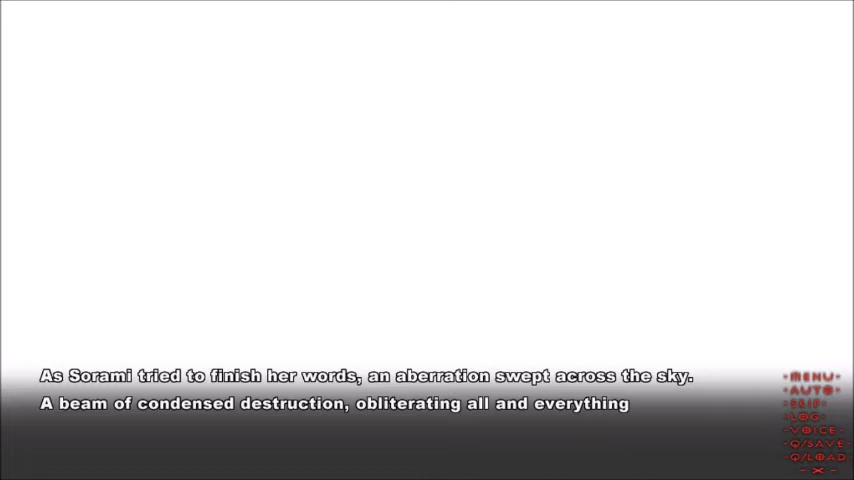 As Sorami tried to finish her words, an aberration swept across the sky.
A beam of condensed destruction, obliterating all and everything
-MENU-
-AUTO-
-SKIP-
-LOG-
-VOICE-
-Q/SAVE-
-Q/LOAD-
-X-